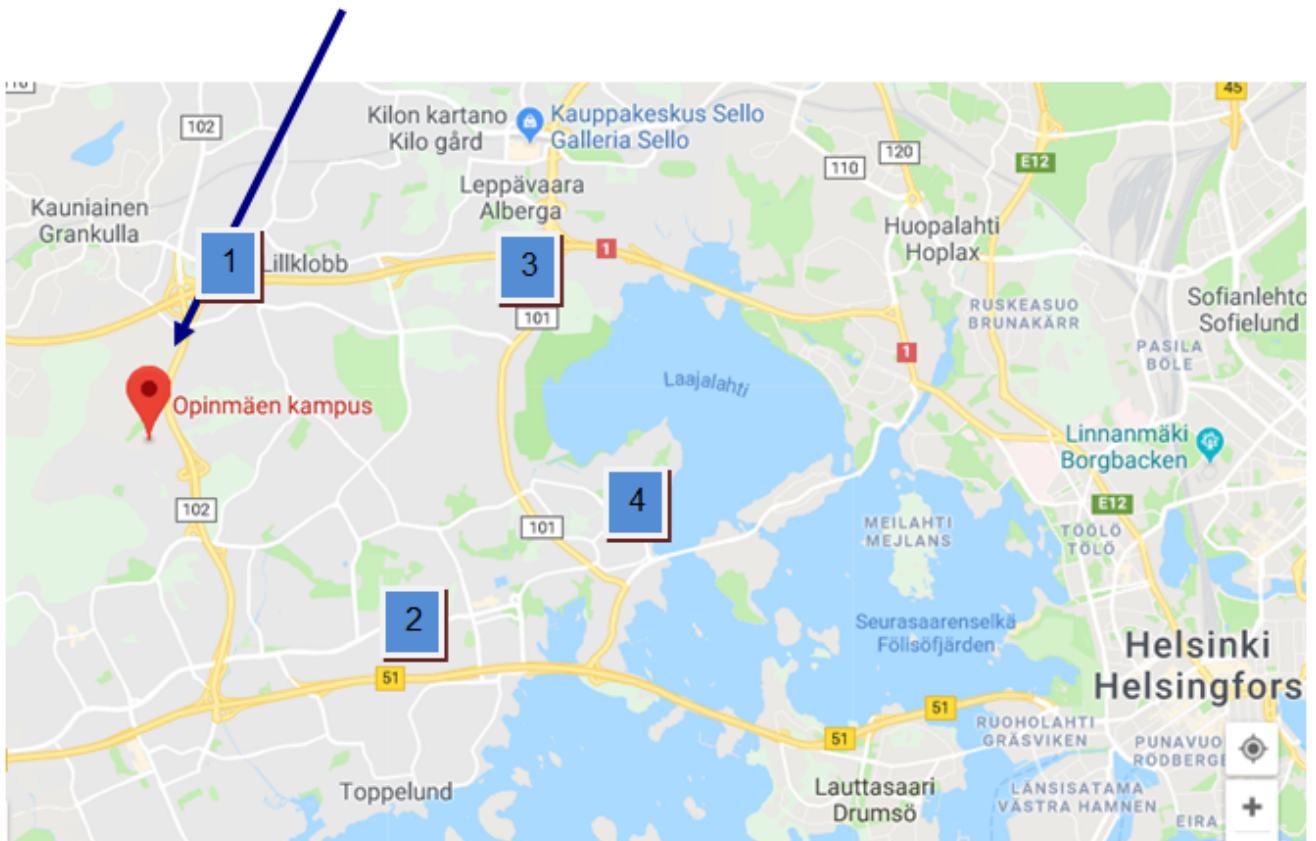 45
102
Kilon kartano
Kilo gård
Kauppakeskus Sello
Galleria Sello
110
120
E12
Leppävaara
Alberga
Kauniainen
Grankulla
Huopalahti
Hoplax
1
Lillklobb
3
1
RUSKEASUO
BRUNAKÄRR
Sofianlehto
Sofielund
101
PASILA
BÖLE
1
Laajalahti
Opinmäen kampus
Linnanmäki
Borgbacken
4
102
101
E12
MEILAHTI
MEJLANS
TÖÖLÖ
TÖLÖ
2
Seurasaarenselkä
Fölisöfjärden
Helsinki
Helsingfors
51
51
51
RUOHOLAHTI
GRÄSVIKEN
PUNAVUO
RÖDBERGE
Toppelund
Lauttasaari
Drumsö
LÄNSISATAMA
VÄSTRA HAMNEN
EIRA
+